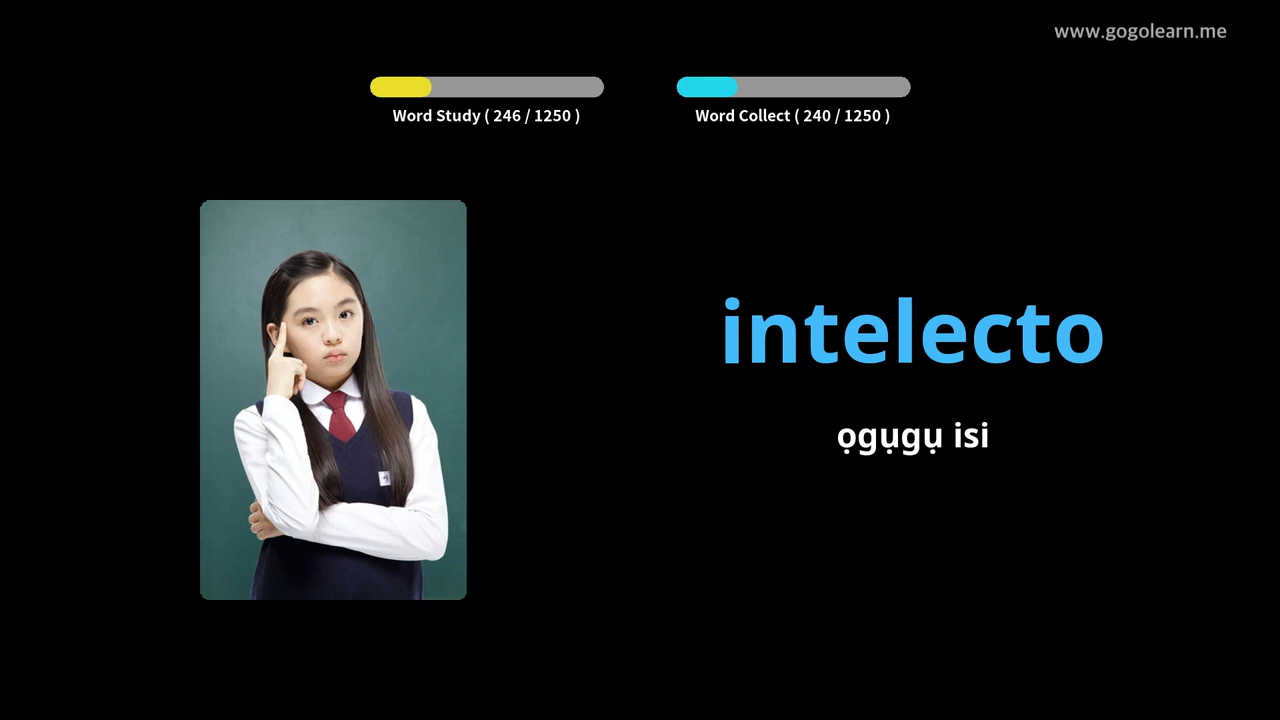 www.gogolearn.me
Word Study ( 246 / 1250 )
Word Collect ( 240 / 1250 )
intelecto
ọgụgụ isi